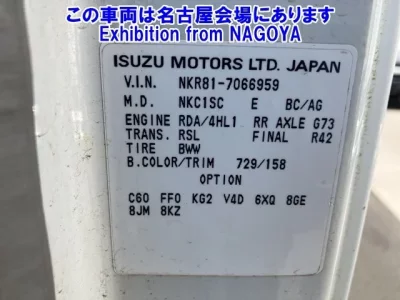 この車両は名古屋会場にあります
Exhibition from NAGOYA
ISUZU MOTORS LTD. JAPAN
V.I.N. NKR81-7066959
M.D. NKC1SC E BC/AG
ENGINE RDA/4HL1 RR AXLE G73
TRANS. RSL FINAL R42
TIRE BWW
B.COLOR/TRIM 729/158
OPTION
C60 FF0 KG2 V4D 6XQ 8GE
8JM 8KZ